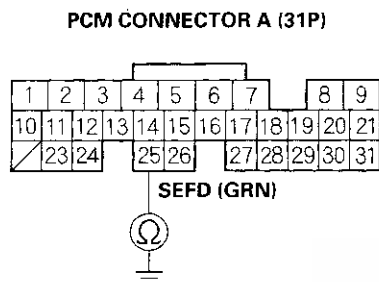 PCM CONNECTOR A (31P)
1 2 3 4 5 6 7 8 9
10 11 12 13 14 15 16 17 18 19 20 21
23 24 25 26 27 28 29 30 31
SEFD (GRN)
Ω